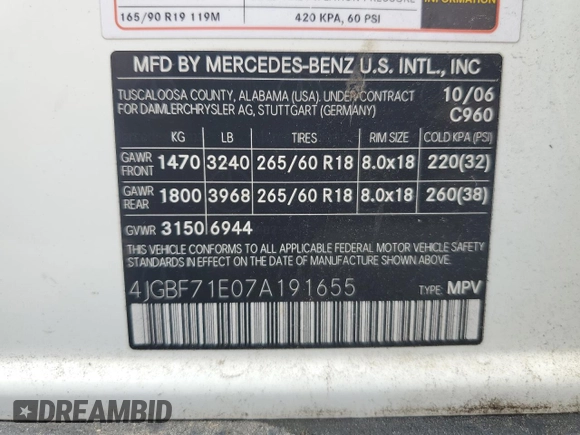 INFORMATION
165/90 R19 119M 420 KPA, 60 PSI
MFD BY MERCEDES-BENZ U.S. INTL., INC
TUSCALOOSA COUNTY, ALABAMA (USA). UNDER CONTRACT 10/06
FOR DAIMLERCHRYSLER AG, STUTTGART (GERMANY) C960
KG LB TIRES RIM SIZE COLD KPA (PSI)
GAWR FRONT 1470 3240 265/60 R18 8.0x18 220(32)
GAWR REAR 1800 3968 265/60 R18 8.0x18 260(38)
GVWR 3150 6944
THIS VEHICLE CONFORMS TO ALL APPLICABLE FEDERAL MOTOR VEHICLE SAFETY
STANDARDS IN EFFECT ON THE DATE OF MANUFACTURE SHOWN ABOVE.
4JGBF71E07A191655 TYPE: MPV
DREAMBID